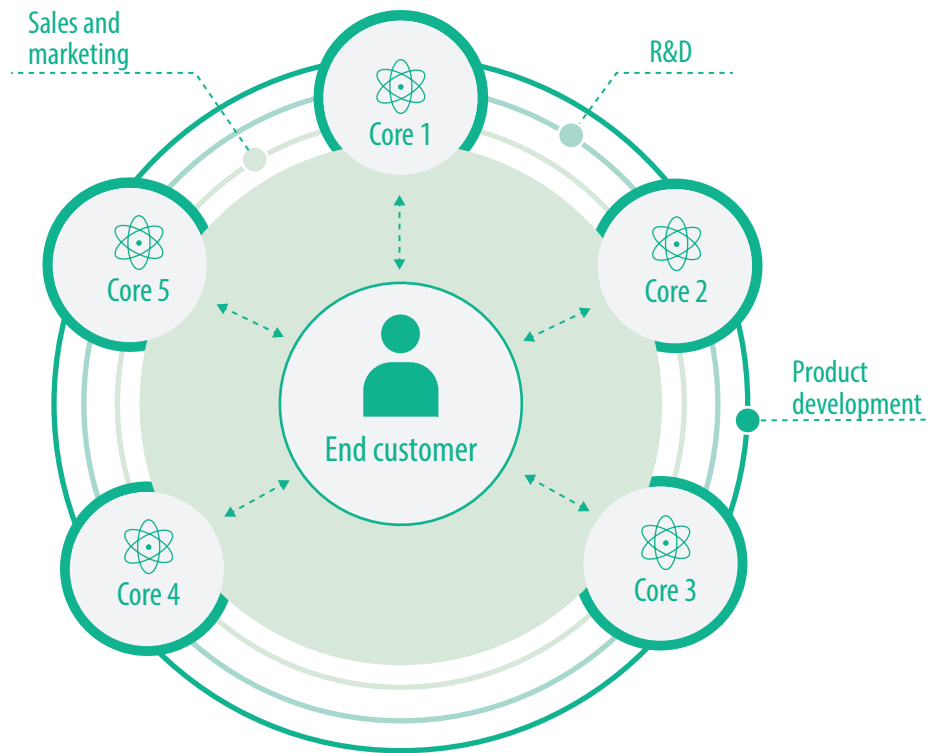 Sales and
marketing
R&D
Core 1
Core 5
Core 2
Product
development
End customer
Core 4
Core 3